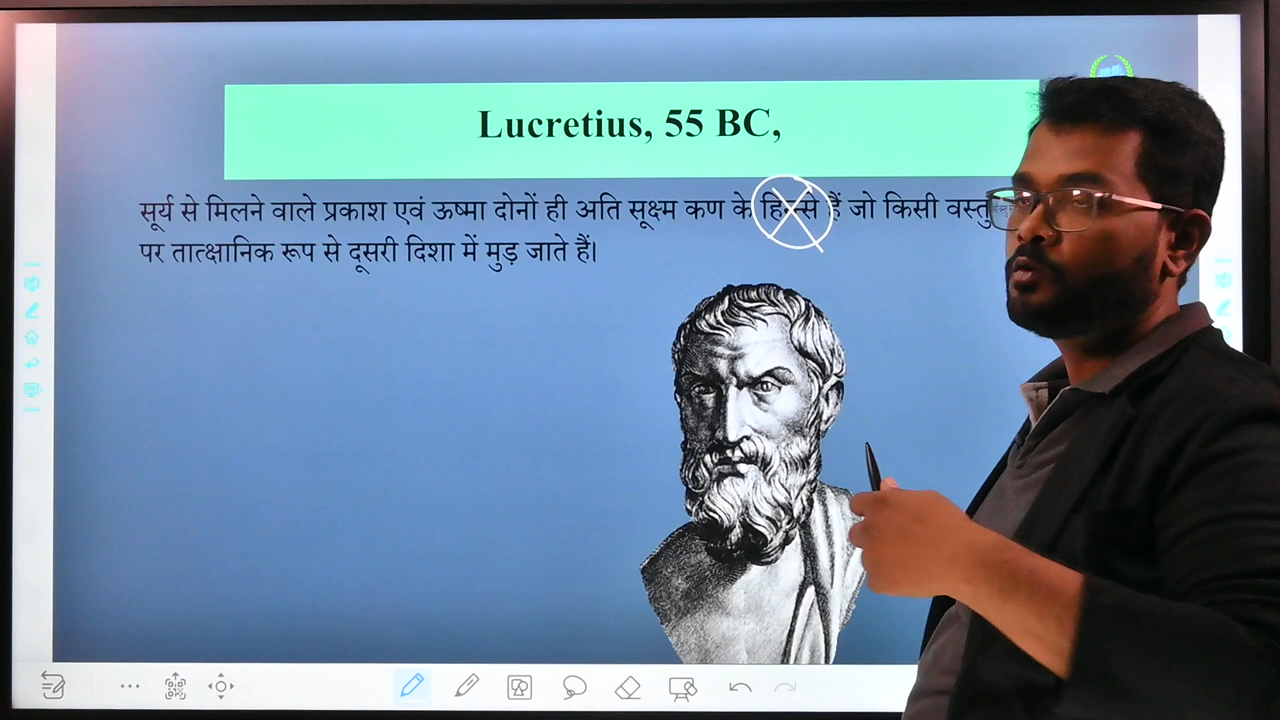 Lucretius, 55 BC,
सूर्य से मिलने वाले प्रकाश एवं ऊष्मा दोनों ही अति सूक्ष्म कण के हिस्से हैं जो किसी वस्तु
पर तात्क्षानिक रूप से दूसरी दिशा में मुड़ जाते हैं।